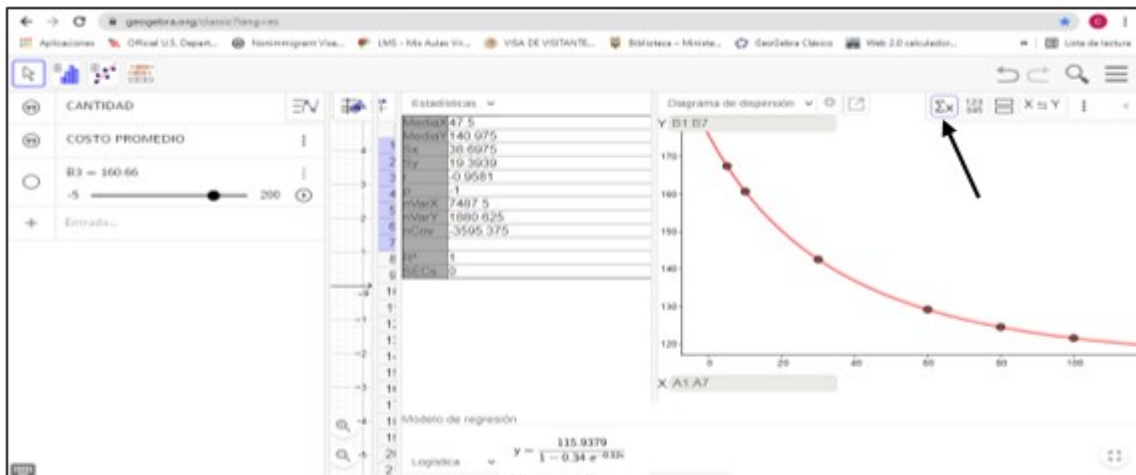 geogebra.org/classic?lang=es
Aplicaciones Official U.S. Depart... Nonimmigrant Visa... LMS - Mis Aulas Vir... VISA DE VISITANTE... Biblioteca - Ministe... GeoGebra Clásico Web 2.0 calculador... » Lista de lectura
CANTIDAD
COSTO PROMEDIO
B3 = 160.66
-5 200
Entrada...
Estadísticas
MediaX 47.5
MediaY 140.975
Sx 38.6975
Sy 19.3939
r -0.9581
ρ -1
nVarX 7487.5
nVarY 1880.625
nCov -3595.375
R² 1
SECs 0
Diagrama de dispersión
Σx 123 X ⇆ Y
Y B1:B7
170
160
150
140
130
120
0 20 40 60 80 100
X A1:A7
Modelo de regresión
Logística
y = 115.9379 / 1 − 0.34 e